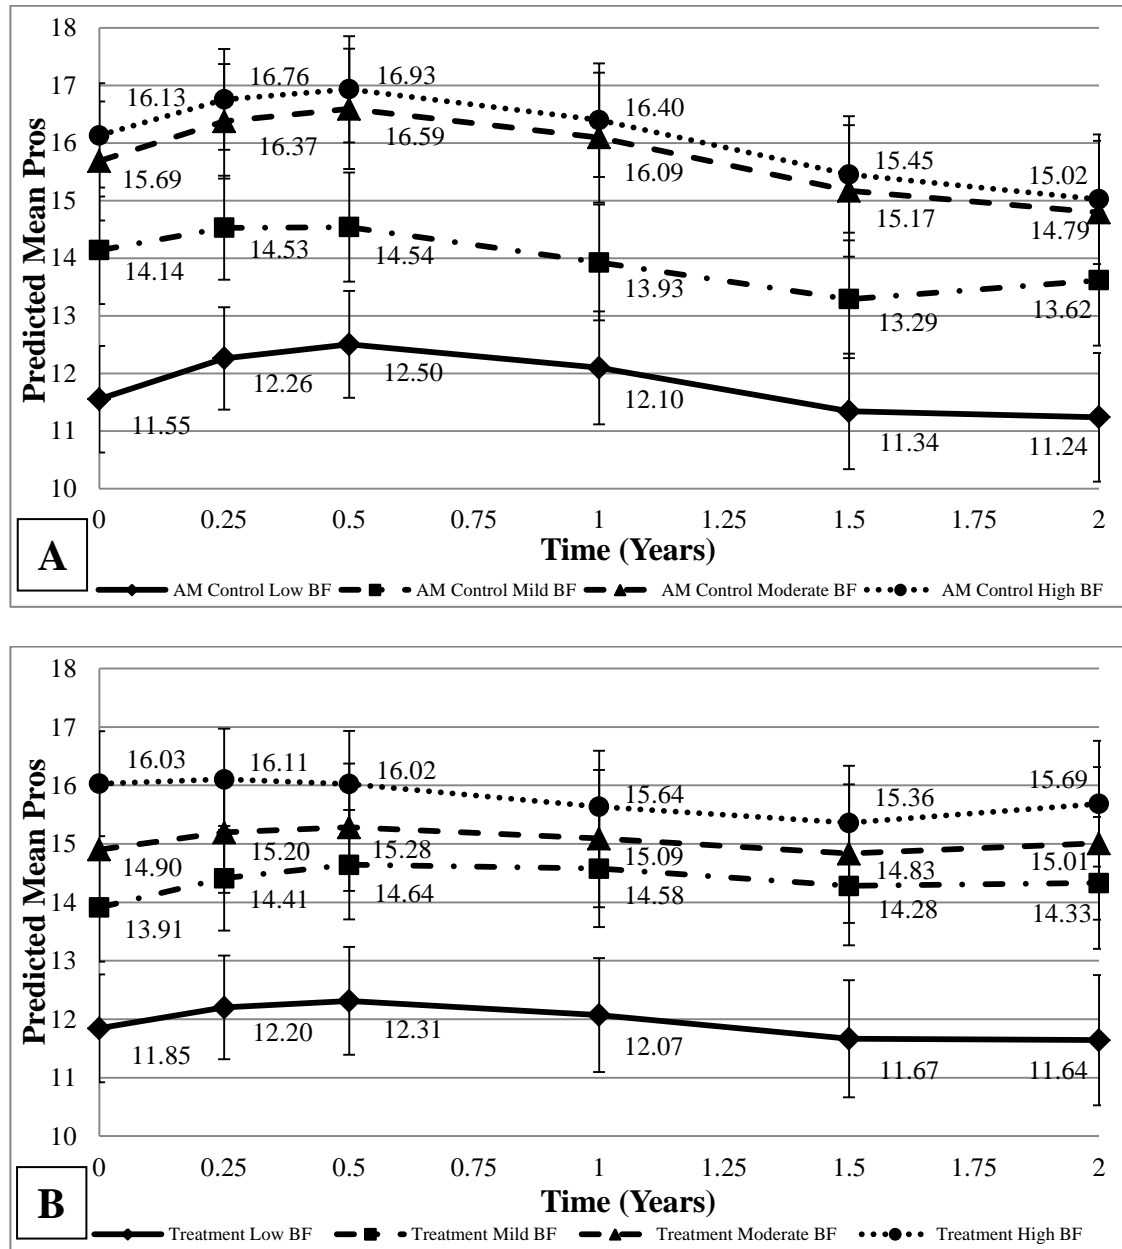 18
17
16
15
14
13
12
11
10
Predicted Mean Pros
16.13 16.76 16.93 16.40 15.45 15.02
15.69 16.37 16.59 16.09 15.17 14.79
14.14 14.53 14.54 13.93 13.29 13.62
11.55 12.26 12.50 12.10 11.34 11.24
0 0.25 0.5 0.75 1 1.25 1.5 1.75 2
A
Time (Years)
AM Control Low BF AM Control Mild BF AM Control Moderate BF AM Control High BF
18
17
16
15
14
13
12
11
10
Predicted Mean Pros
16.03 16.11 16.02 15.64 15.36 15.69
14.90 15.20 15.28 15.09 14.83 15.01
13.91 14.41 14.64 14.58 14.28 14.33
11.85 12.20 12.31 12.07 11.67 11.64
0 0.25 0.5 0.75 1 1.25 1.5 1.75 2
B
Time (Years)
Treatment Low BF Treatment Mild BF Treatment Moderate BF Treatment High BF